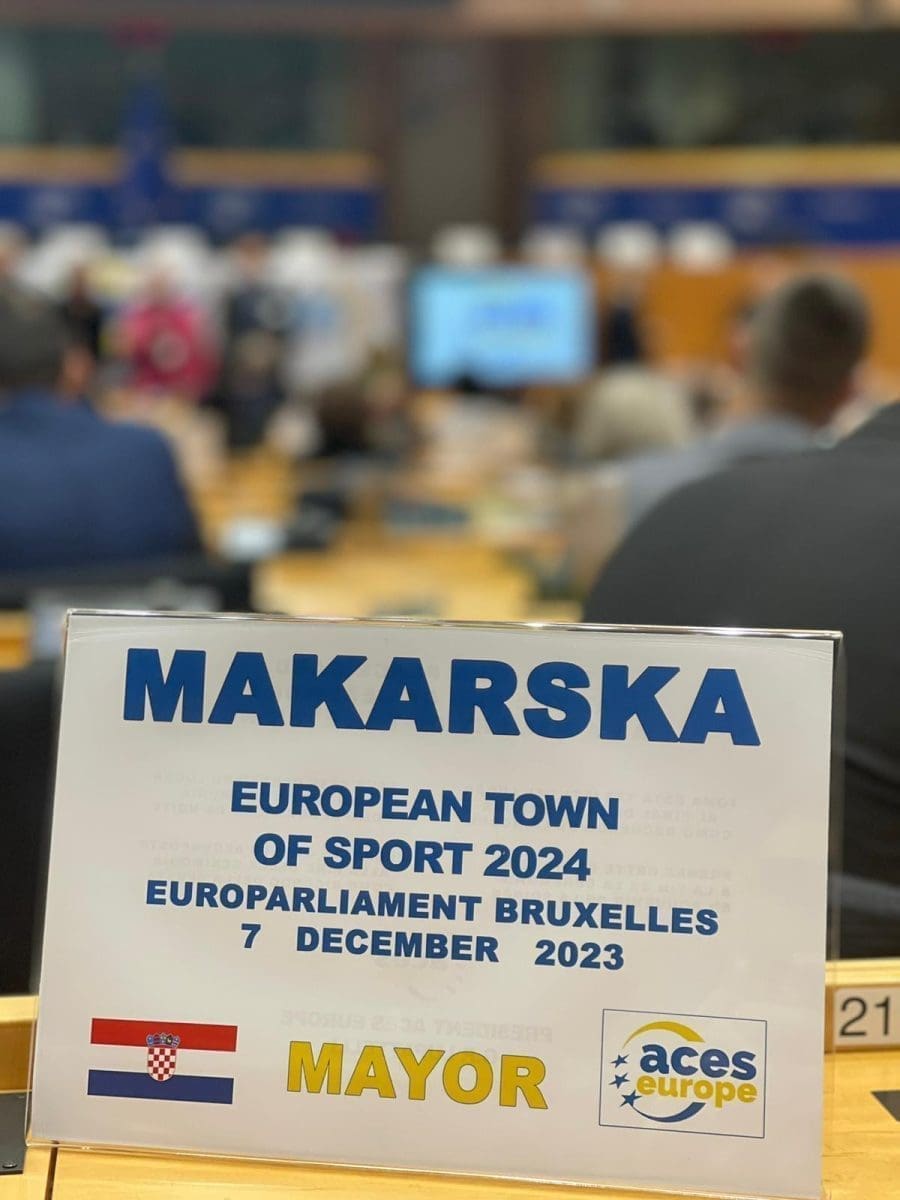 MAKARSKA
EUROPEAN TOWN
OF SPORT 2024
EUROPARLIAMENT BRUXELLES
7 DECEMBER 2023
MAYOR
aces
europe
21